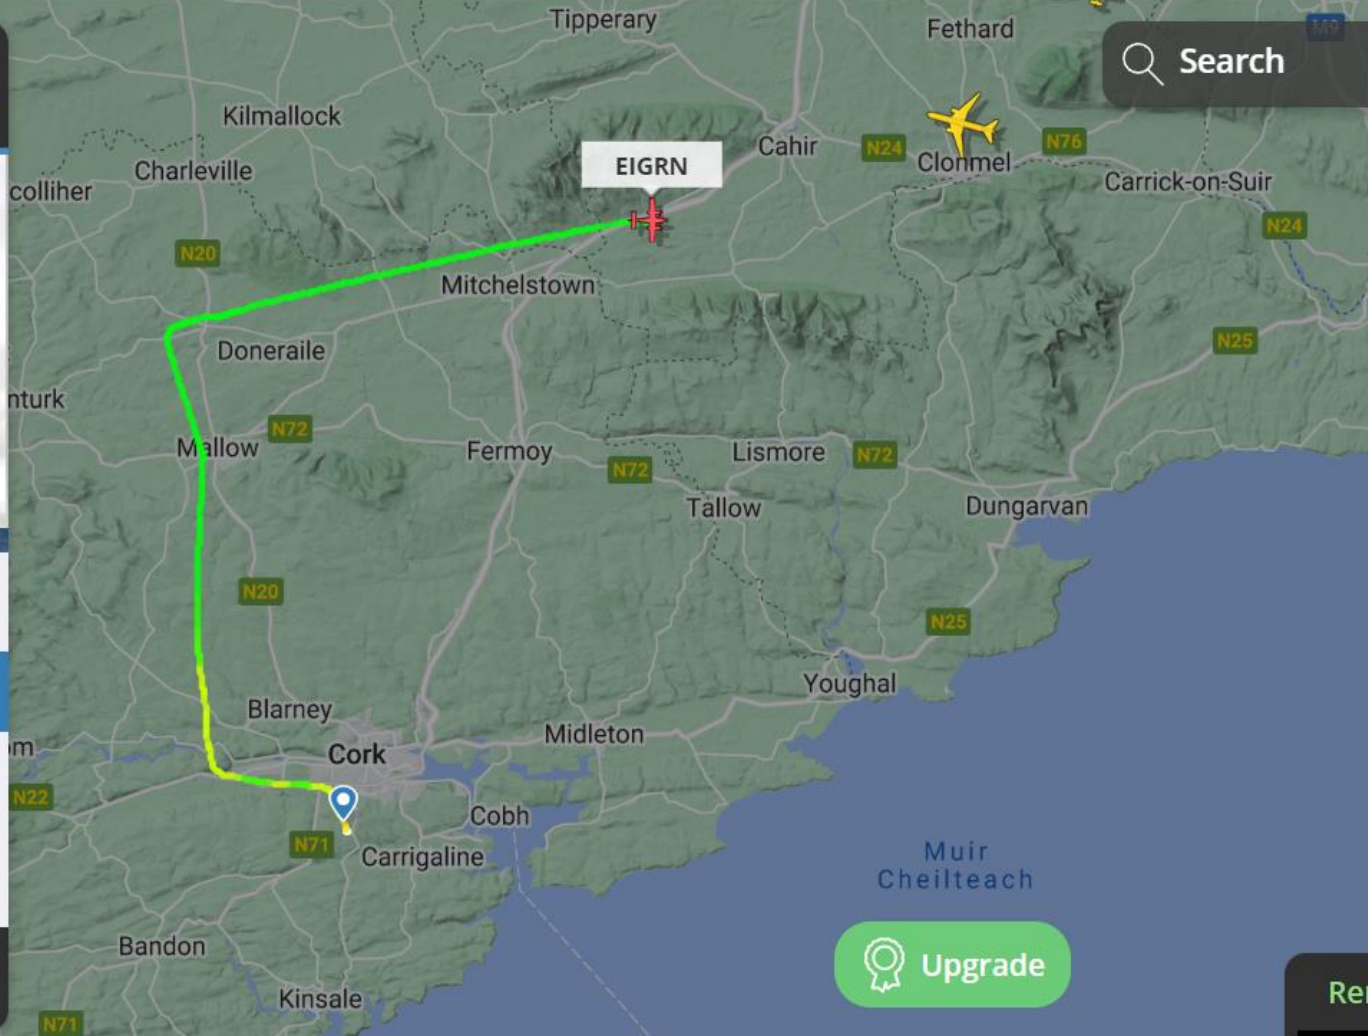 Tipperary
Fethard
M9
Search
Kilmallock
Cahir
N24
N76
EIGRN
Clonmel
Charleville
Carrick-on-Suir
colliher
N24
N20
Mitchelstown
N25
Doneraile
nturk
N72
Mallow
Fermoy
N72
Lismore
N72
Tallow
Dungarvan
N20
N25
Youghal
Blarney
Midleton
om
Cork
N22
Cobh
N71
Carrigaline
Muir
Cheilteach
Bandon
Upgrade
Kinsale
Re
N71